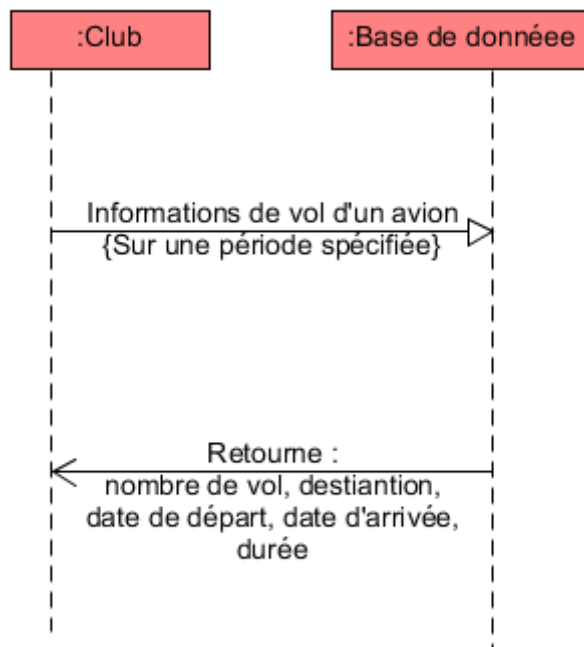 :Club
:Base de donnéee
Informations de vol d'un avion
{Sur une période spécifiée}
Retourne :
nombre de vol, destiantion,
date de départ, date d'arrivée,
durée